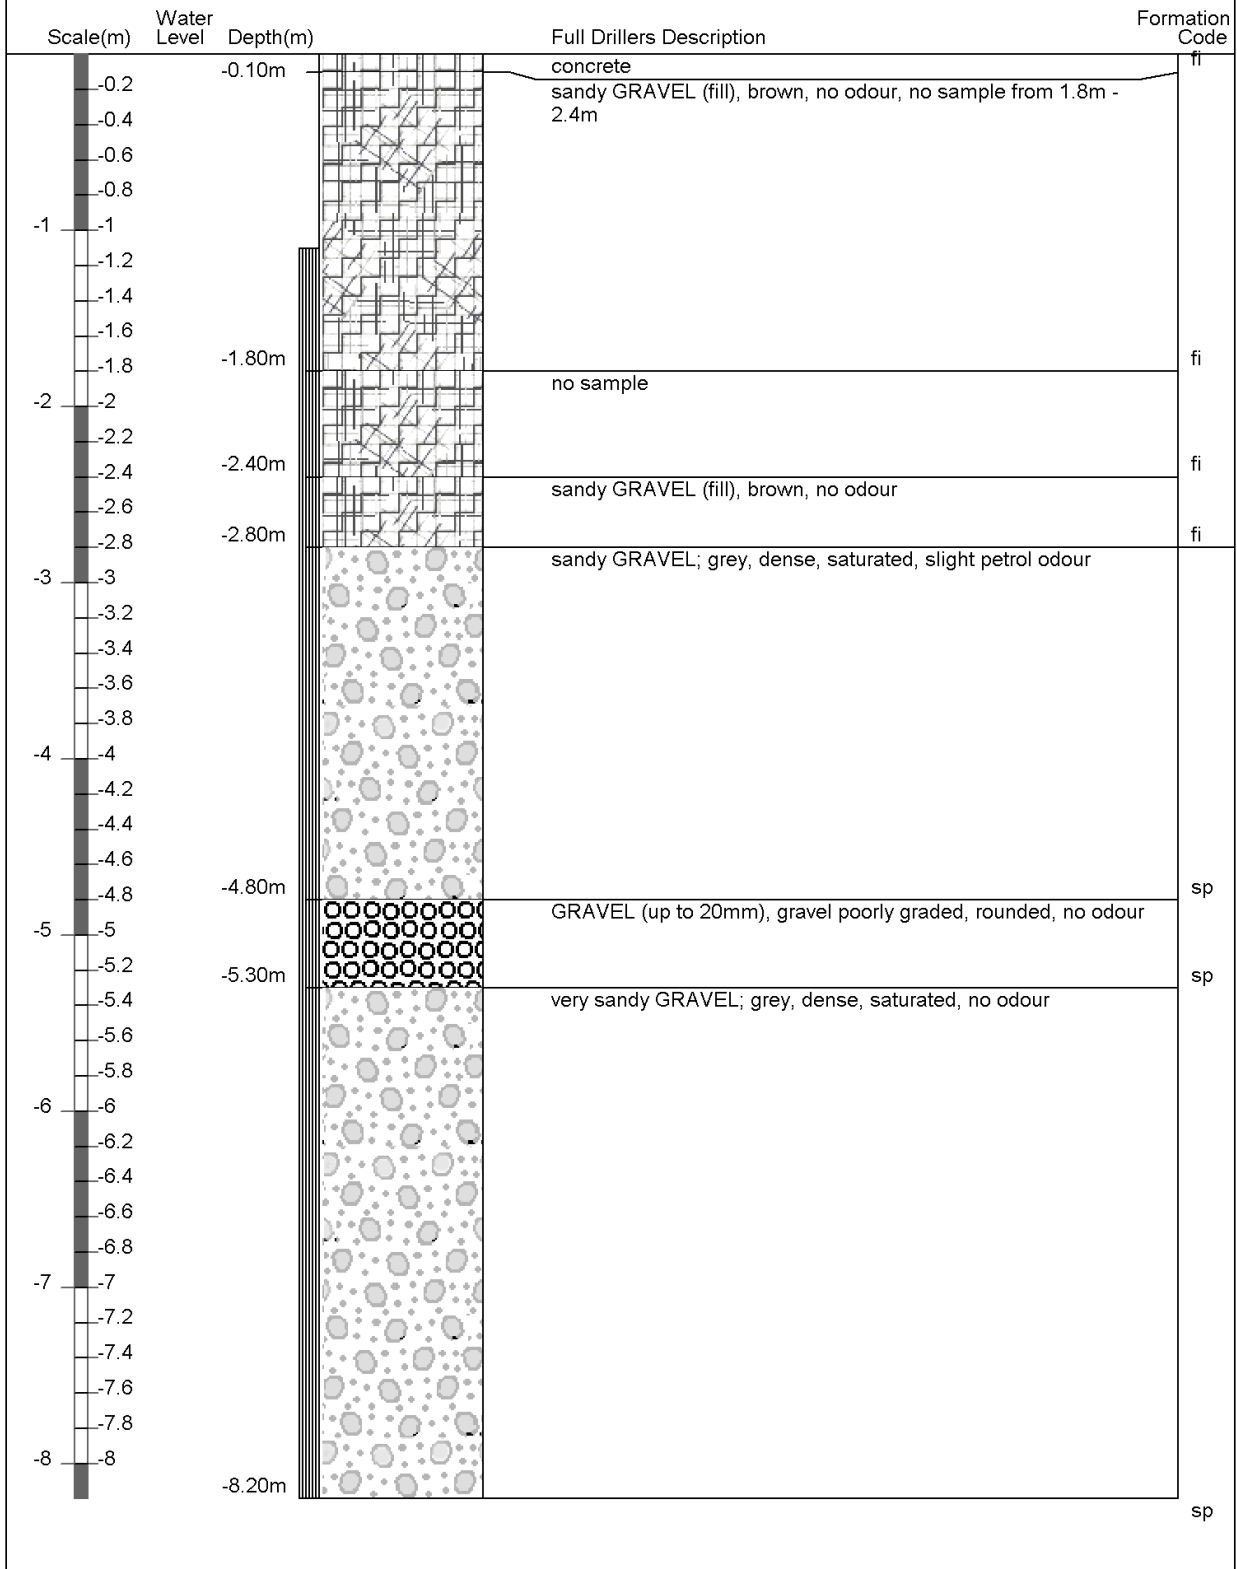 Scale(m) Water Level Depth(m) Full Drillers Description Formation Code
-0.10m concrete fi
-0.2 sandy GRAVEL (fill), brown, no odour, no sample from 1.8m -
2.4m
-0.4
-0.6
-0.8
-1 -1
-1.2
-1.4
-1.6
-1.80m fi
-1.8
no sample
-2 -2
-2.2
-2.40m fi
-2.4
sandy GRAVEL (fill), brown, no odour
-2.6
-2.80m fi
-2.8
sandy GRAVEL; grey, dense, saturated, slight petrol odour
-3 -3
-3.2
-3.4
-3.6
-3.8
-4 -4
-4.2
-4.4
-4.6
-4.80m sp
-4.8
GRAVEL (up to 20mm), gravel poorly graded, rounded, no odour
-5 -5
-5.2
-5.30m sp
-5.4 very sandy GRAVEL; grey, dense, saturated, no odour
-5.6
-5.8
-6 -6
-6.2
-6.4
-6.6
-6.8
-7 -7
-7.2
-7.4
-7.6
-7.8
-8 -8
-8.20m
sp